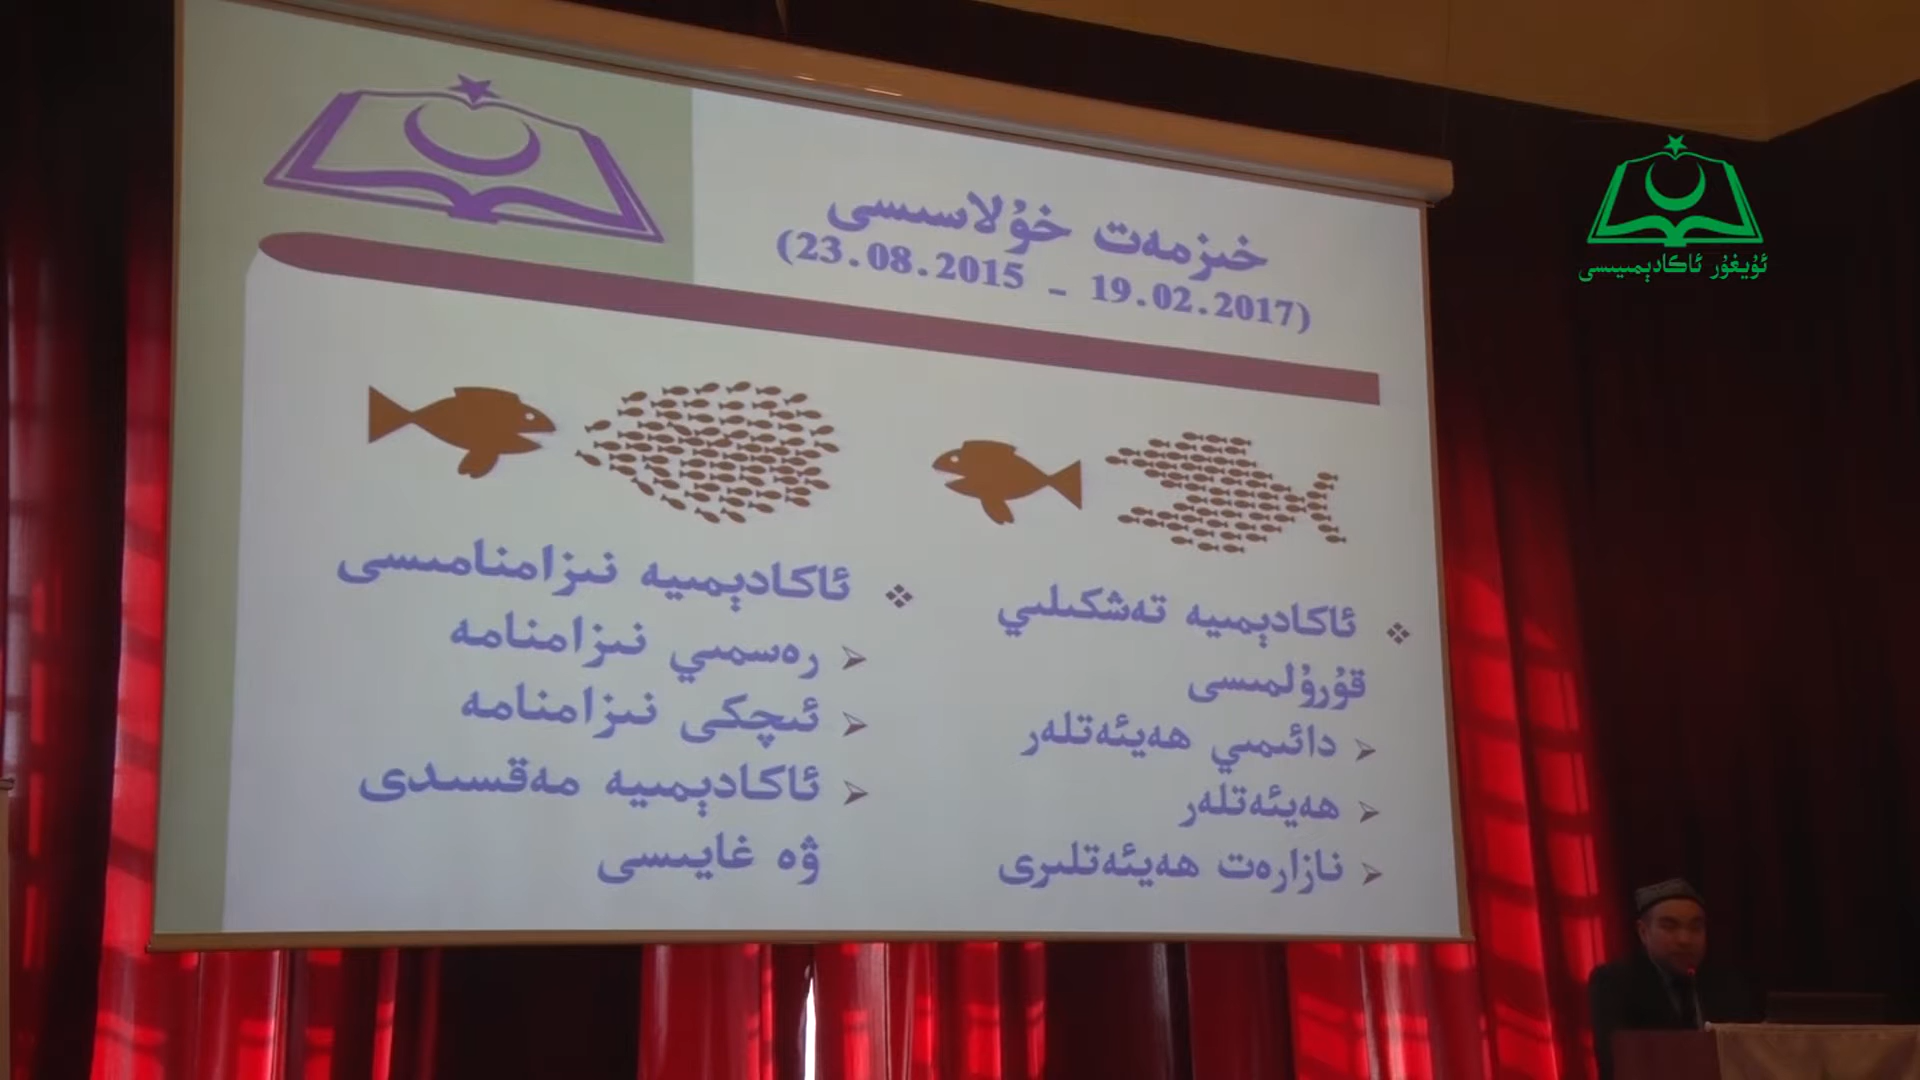 خىزمەت خۇلاسىسى
(23.08.2015 - 19.02.2017)
ئاكادېمىيە تەشكىلىي
قۇرۇلمىسى
دائىمىي ھەيئەتلەر
ھەيئەتلەر
نازارەت ھەيئەتلىرى
ئاكادېمىيە نىزامنامىسى
رەسمىي نىزامنامە
ئىچكى نىزامنامە
ئاكادېمىيە مەقسىدى
ۋە غايىسى
ئۇيغۇر ئاكادېمىيىسى